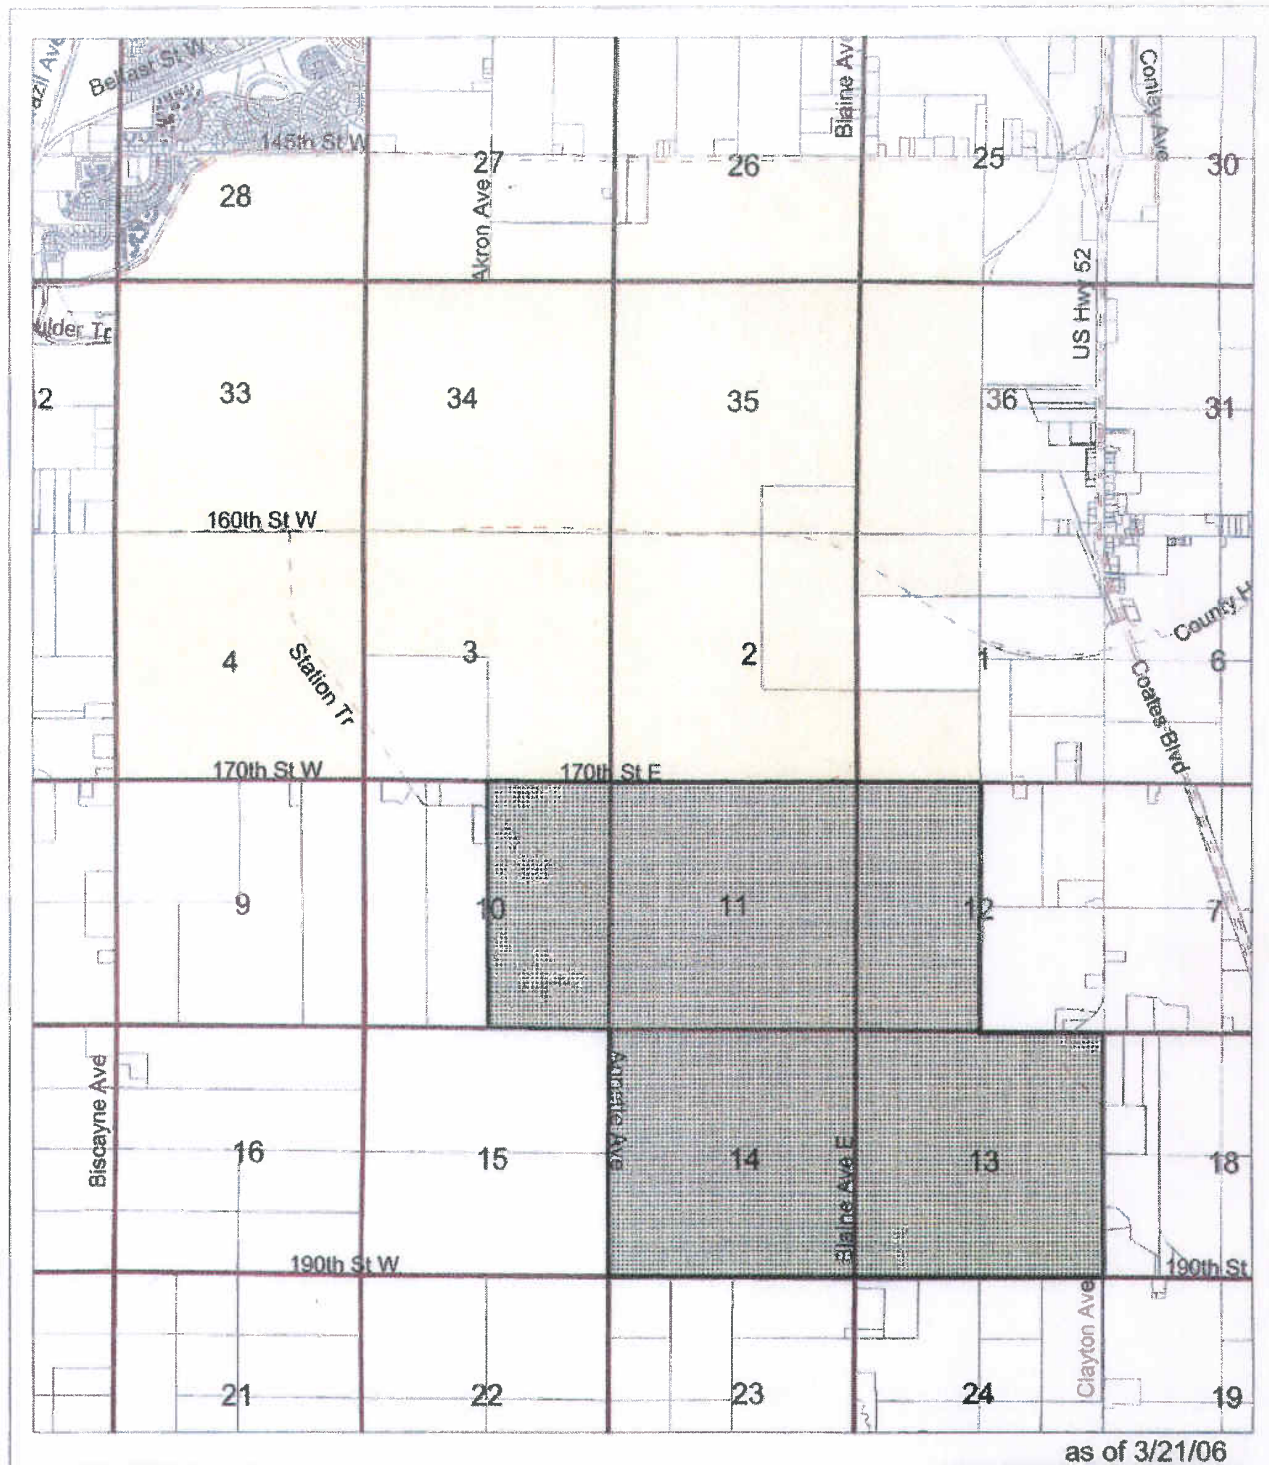 Belfast St W
Blaine Ave
Conley Ave
145th St W
27
26
25
30
28
Akron Ave
US Hwy 52
2
33
34
35
36
31
160th St W
4
Station Tr
3
2
1
6
County H
Coates Blvd
170th St W
170th St E
9
10
11
12
7
Biscayne Ave
16
15
Annette Ave
14
Blaine Ave E
13
18
190th St W
190th St
21
22
23
24
Clayton Ave
19
as of 3/21/06